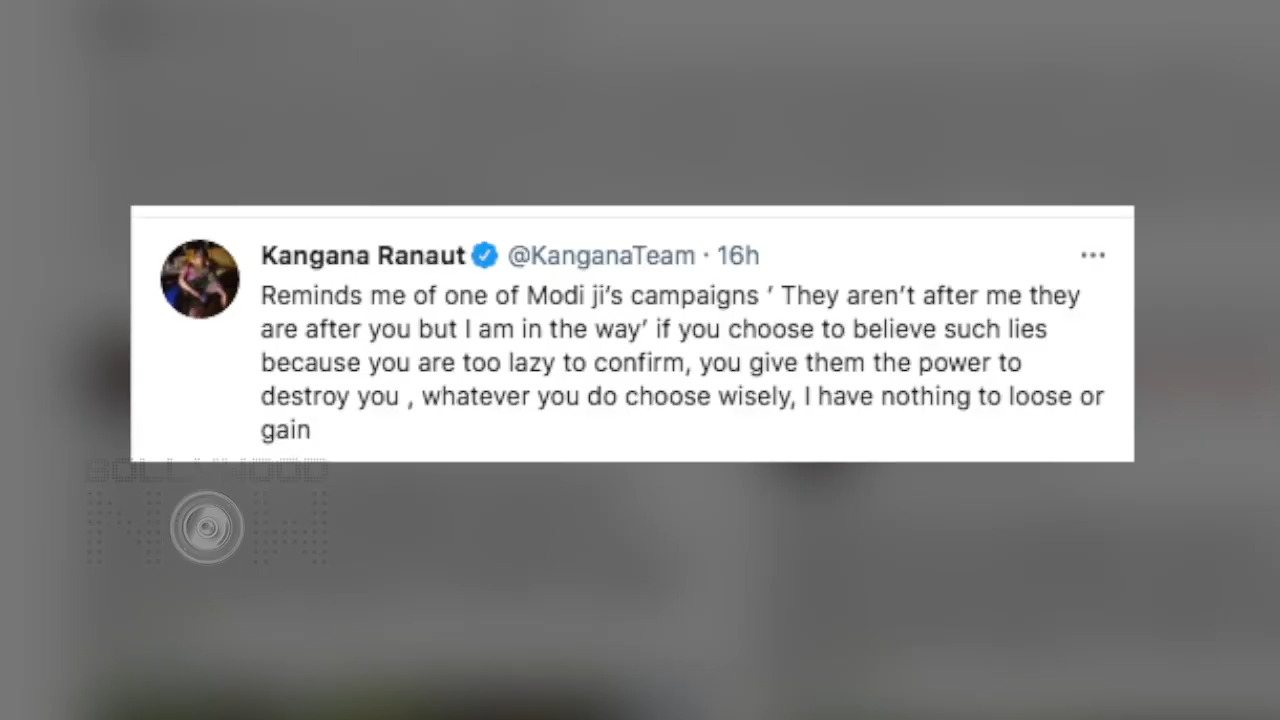 Kangana Ranaut @KanganaTeam · 16h
Reminds me of one of Modi ji’s campaigns ‘ They aren’t after me they
are after you but I am in the way’ if you choose to believe such lies
because you are too lazy to confirm, you give them the power to
destroy you , whatever you do choose wisely, I have nothing to loose or
gain
BOLLYWOOD
NOW